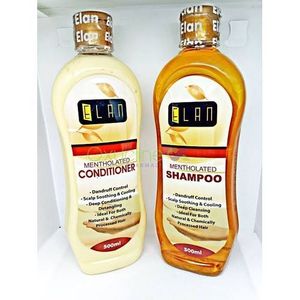 Elan
Elan
ELAN
MENTHOLATED
CONDITIONER
• Dandruff Control
• Scalp Soothing & Cooling
• Deep Conditioning &
Detangling
• Ideal For Both
Natural & Chemically
Processed Hair
500ml
Elan
Elan
ELAN
MENTHOLATED
SHAMPOO
• Dandruff Control
• Scalp Soothing & Cooling
• Deep Cleansing
• Ideal For Both
Natural & Chemically
Processed Hair
500ml